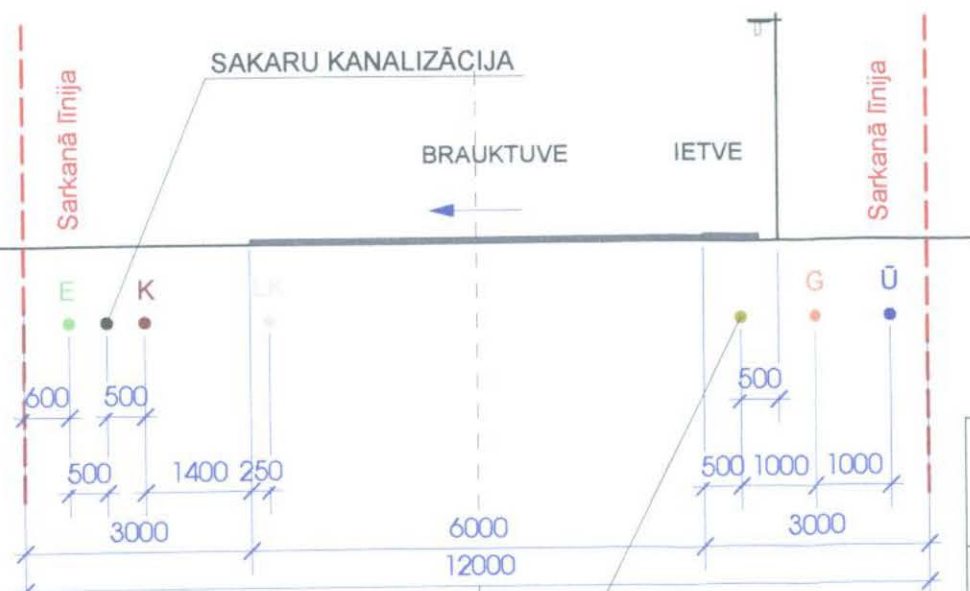 SAKARU KANALIZĀCIJA
Sarkanā līnija
BRAUKTUVE
IETVE
Sarkanā līnija
E
K
LK
G
Ū
600
500
500
500
1400
250
500
1000
1000
3000
6000
3000
12000